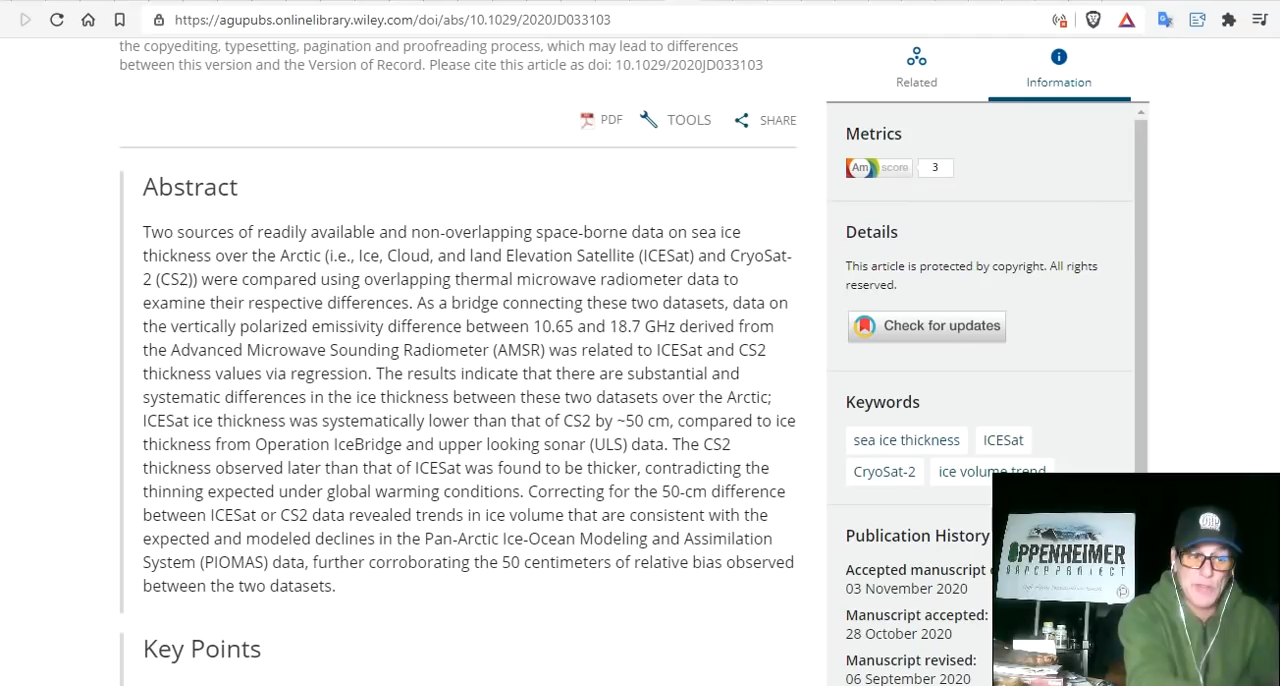 https://agupubs.onlinelibrary.wiley.com/doi/abs/10.1029/2020JD033103
the copyediting, typesetting, pagination and proofreading process, which may lead to differences
between this version and the Version of Record. Please cite this article as doi: 10.1029/2020JD033103
PDF
TOOLS
SHARE
Abstract
Two sources of readily available and non-overlapping space-borne data on sea ice
thickness over the Arctic (i.e., Ice, Cloud, and land Elevation Satellite (ICESat) and CryoSat-
2 (CS2)) were compared using overlapping thermal microwave radiometer data to
examine their respective differences. As a bridge connecting these two datasets, data on
the vertically polarized emissivity difference between 10.65 and 18.7 GHz derived from
the Advanced Microwave Sounding Radiometer (AMSR) was related to ICESat and CS2
thickness values via regression. The results indicate that there are substantial and
systematic differences in the ice thickness between these two datasets over the Arctic;
ICESat ice thickness was systematically lower than that of CS2 by ~50 cm, compared to ice
thickness from Operation IceBridge and upper looking sonar (ULS) data. The CS2
thickness observed later than that of ICESat was found to be thicker, contradicting the
thinning expected under global warming conditions. Correcting for the 50-cm difference
between ICESat or CS2 data revealed trends in ice volume that are consistent with the
expected and modeled declines in the Pan-Arctic Ice-Ocean Modeling and Assimilation
System (PIOMAS) data, further corroborating the 50 centimeters of relative bias observed
between the two datasets.
Key Points
Related
Information
Metrics
Am score 3
Details
This article is protected by copyright. All rights
reserved.
Check for updates
Keywords
sea ice thickness
ICESat
CryoSat-2
ice volume trend
Publication History
Accepted manuscript
03 November 2020
Manuscript accepted:
28 October 2020
Manuscript revised:
06 September 2020
OPPENHEIMER
RANCH PROJECT